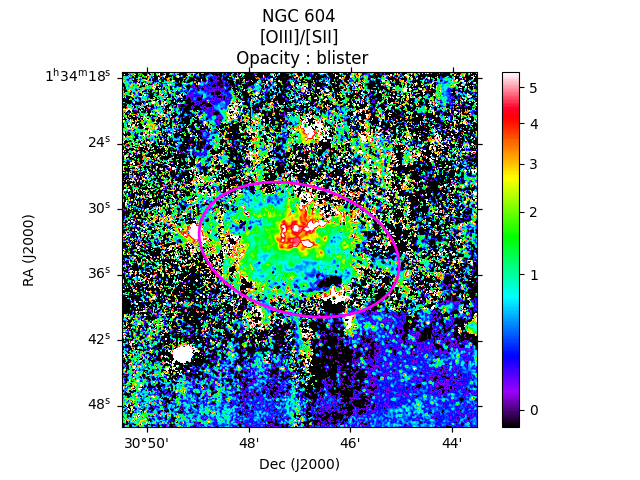 NGC 604
[OIII]/[SII]
Opacity : blister
1ʰ34ᵐ18ˢ
24ˢ
30ˢ
36ˢ
42ˢ
48ˢ
RA (J2000)
30°50'
48'
46'
44'
Dec (J2000)
5
4
3
2
1
0